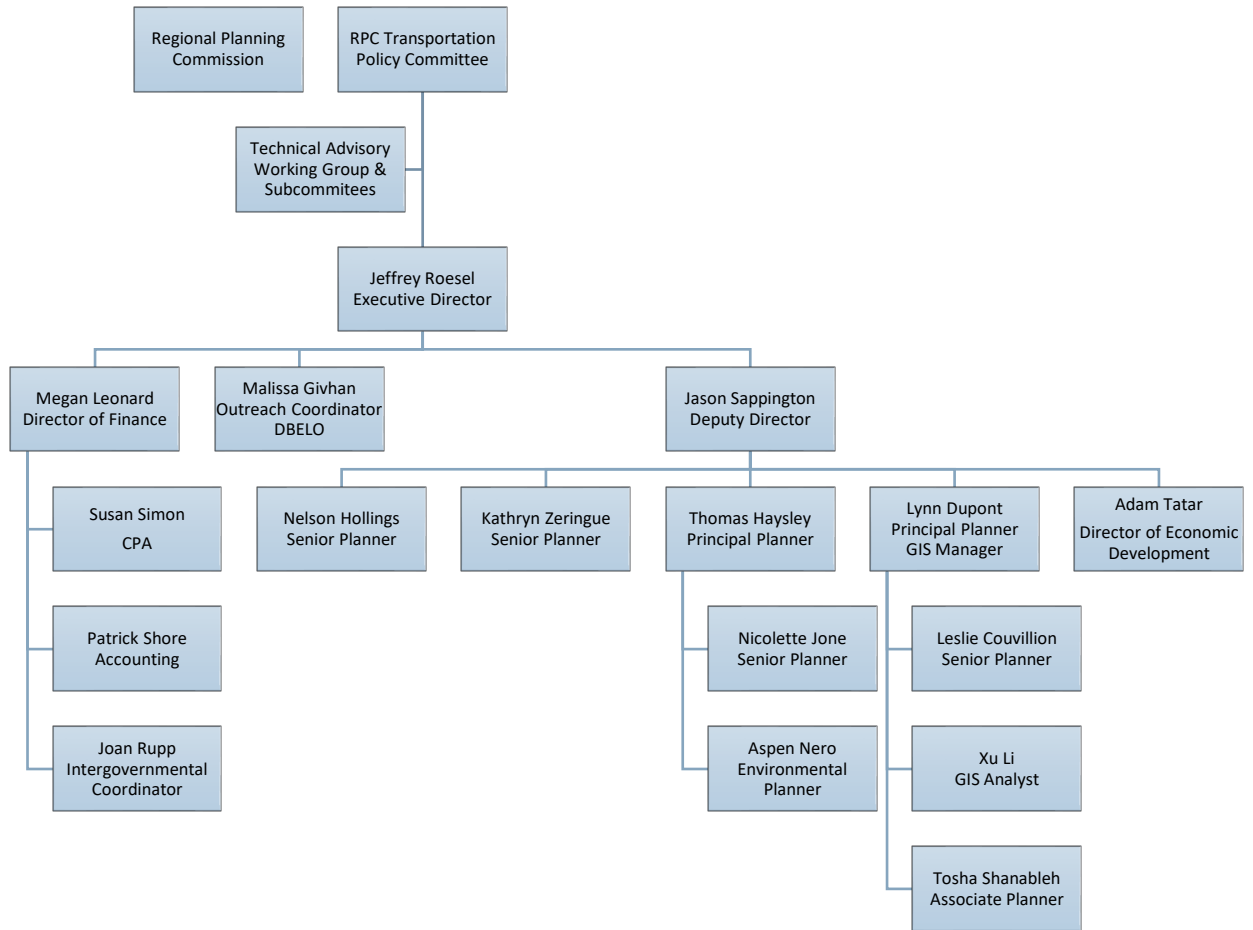 Regional Planning
Commission
RPC Transportation
Policy Committee
Technical Advisory
Working Group &
Subcommitees
Jeffrey Roesel
Executive Director
Megan Leonard
Director of Finance
Malissa Givhan
Outreach Coordinator
DBELO
Jason Sappington
Deputy Director
Susan Simon
CPA
Nelson Hollings
Senior Planner
Kathryn Zeringue
Senior Planner
Thomas Haysley
Principal Planner
Lynn Dupont
Principal Planner
GIS Manager
Adam Tatar
Director of Economic
Development
Patrick Shore
Accounting
Nicolette Jone
Senior Planner
Leslie Couvillion
Senior Planner
Joan Rupp
Intergovernmental
Coordinator
Aspen Nero
Environmental
Planner
Xu Li
GIS Analyst
Tosha Shanableh
Associate Planner